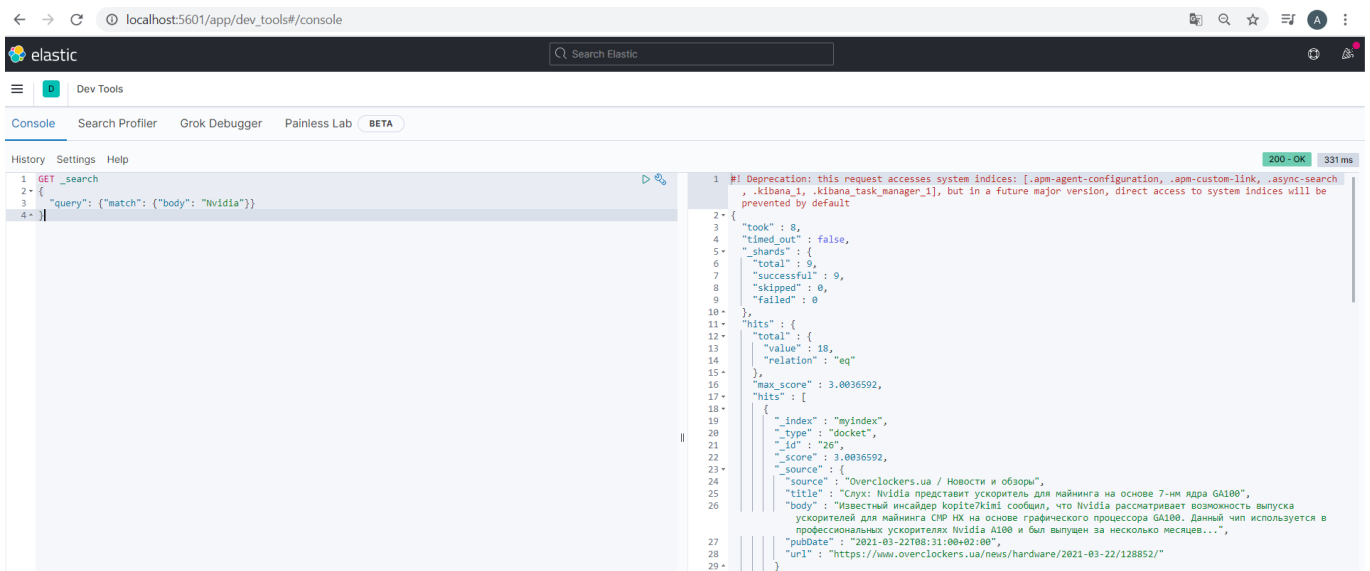 localhost:5601/app/dev_tools#/console
A
elastic
Search Elastic
D
Dev Tools
Console Search Profiler Grok Debugger Painless Lab BETA
History Settings Help
200 - OK 331 ms
1 GET _search
2 {
3 "query": {"match": {"body": "Nvidia"}}
4 }
1 #! Deprecation: this request accesses system indices: [.apm-agent-configuration, .apm-custom-link, .async-search
, .kibana_1, .kibana_task_manager_1], but in a future major version, direct access to system indices will be
prevented by default
2 {
3 "took" : 8,
4 "timed_out" : false,
5 "_shards" : {
6 "total" : 9,
7 "successful" : 9,
8 "skipped" : 0,
9 "failed" : 0
10 },
11 "hits" : {
12 "total" : {
13 "value" : 18,
14 "relation" : "eq"
15 },
16 "max_score" : 3.0036592,
17 "hits" : [
18 {
19 "_index" : "myindex",
20 "_type" : "docket",
21 "_id" : "26",
22 "_score" : 3.0036592,
23 "_source" : {
24 "source" : "Overclockers.ua / Новости и обзоры",
25 "title" : "Слух: Nvidia представит ускоритель для майнинга на основе 7-нм ядра GA100",
26 "body" : "Известный инсайдер kopite7kimi сообщил, что Nvidia рассматривает возможность выпуска
ускорителей для майнинга CMP HX на основе графического процессора GA100. Данный чип используется в
профессиональных ускорителях Nvidia A100 и был выпущен за несколько месяцев...",
27 "pubDate" : "2021-03-22T08:31:00+02:00",
28 "url" : "https://www.overclockers.ua/news/hardware/2021-03-22/128852/"
29 }